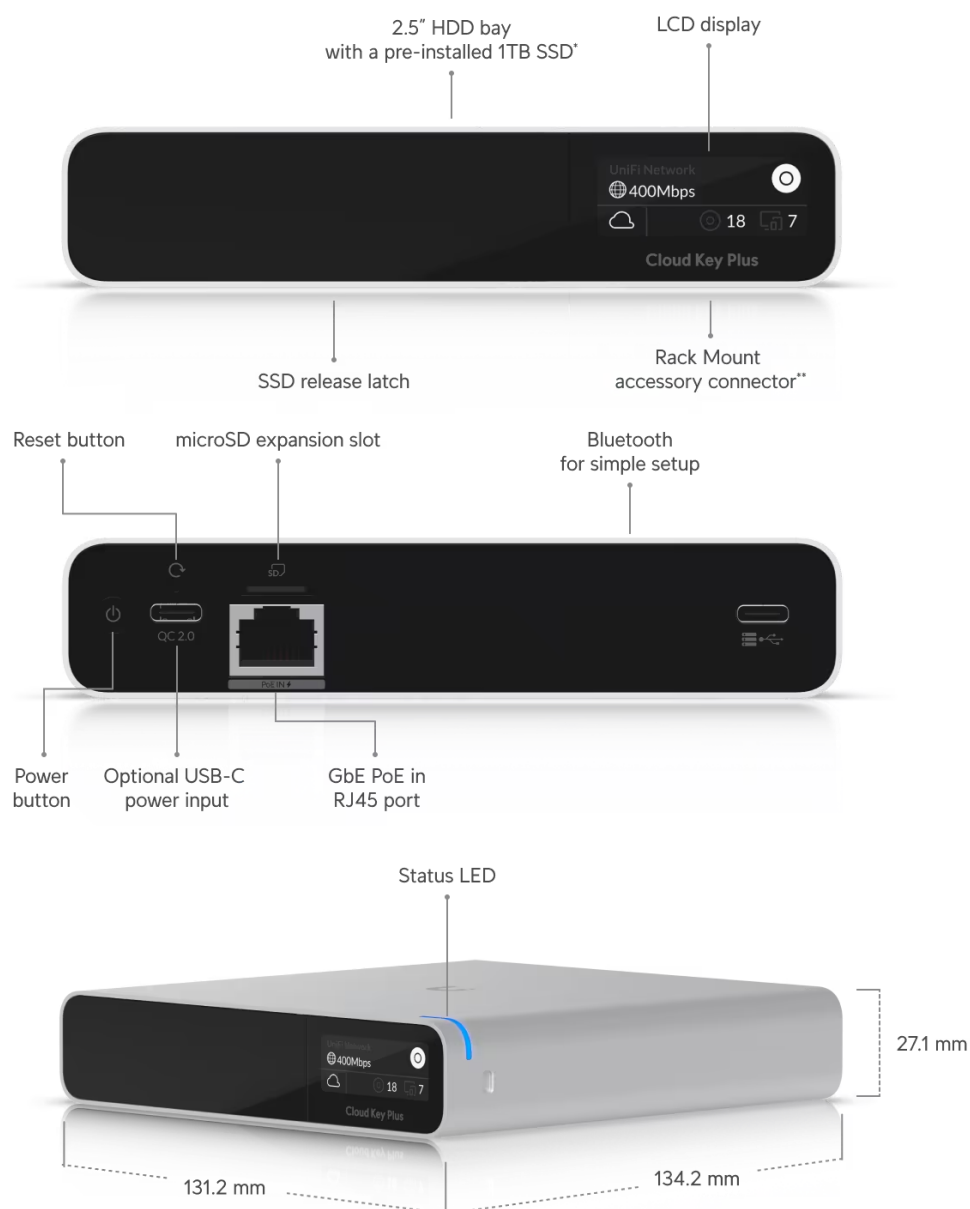 2.5” HDD bay
with a pre-installed 1TB SSD*
LCD display
UniFi Network
400Mbps
18 7
Cloud Key Plus
SSD release latch
Rack Mount
accessory connector**
Reset button
microSD expansion slot
Bluetooth
for simple setup
SD
QC 2.0
PoE IN
Power
button
Optional USB-C
power input
GbE PoE in
RJ45 port
Status LED
UniFi Network
400Mbps
18 7
Cloud Key Plus
27.1 mm
131.2 mm
134.2 mm